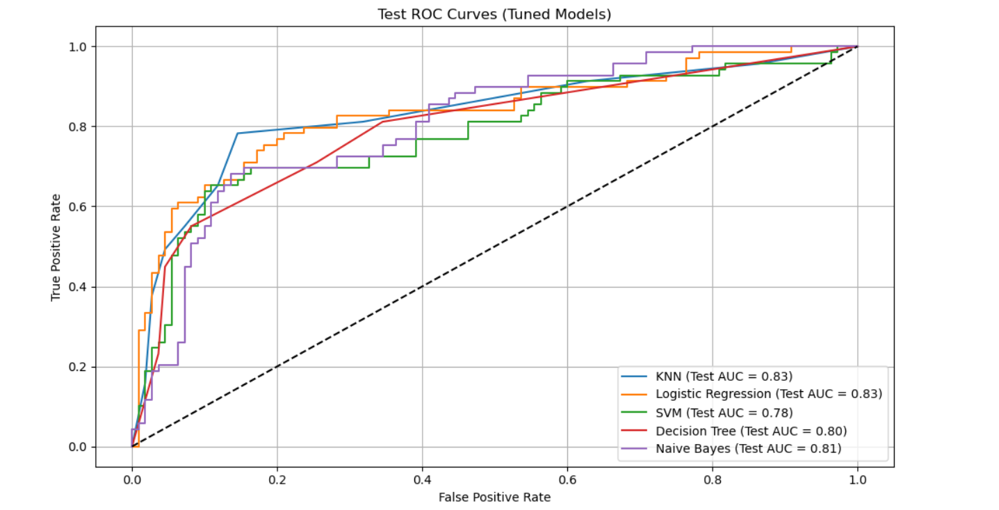 Test ROC Curves (Tuned Models)
True Positive Rate
1.0
0.8
0.6
0.4
0.2
0.0
KNN (Test AUC = 0.83)
Logistic Regression (Test AUC = 0.83)
SVM (Test AUC = 0.78)
Decision Tree (Test AUC = 0.80)
Naive Bayes (Test AUC = 0.81)
0.0 0.2 0.4 0.6 0.8 1.0
False Positive Rate